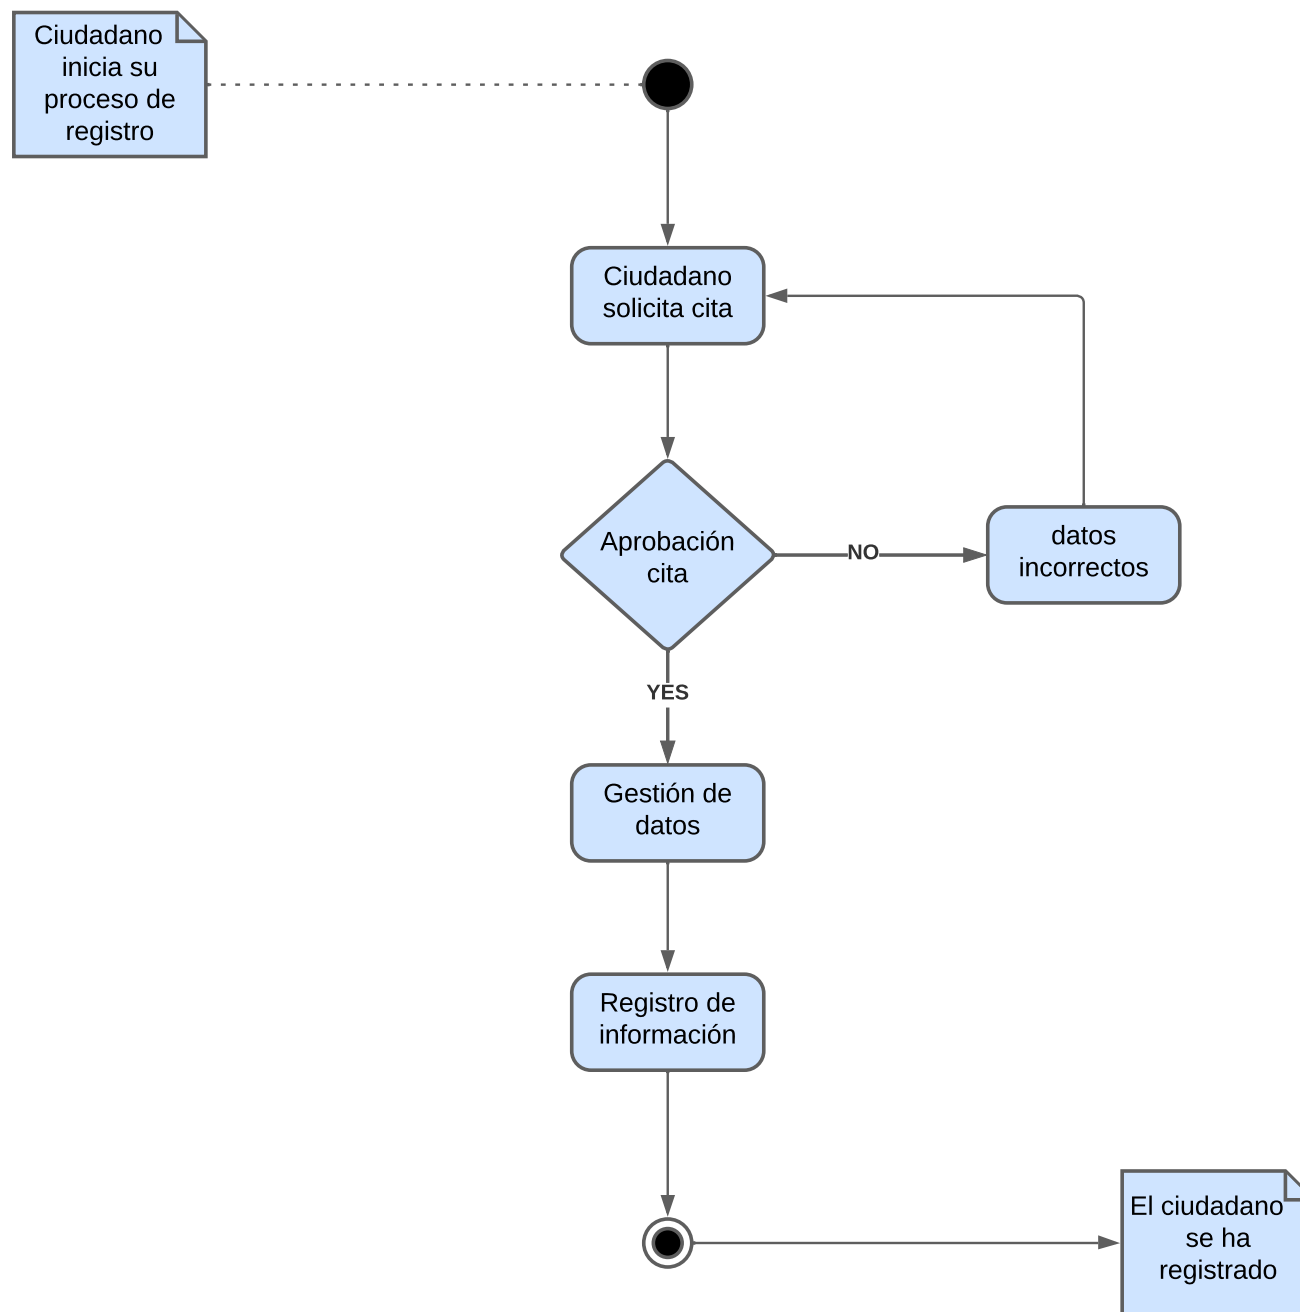 Ciudadano
inicia su
proceso de
registro
Ciudadano
solicita cita
Aprobación
cita
NO
datos
incorrectos
YES
Gestión de
datos
Registro de
información
El ciudadano
se ha
registrado